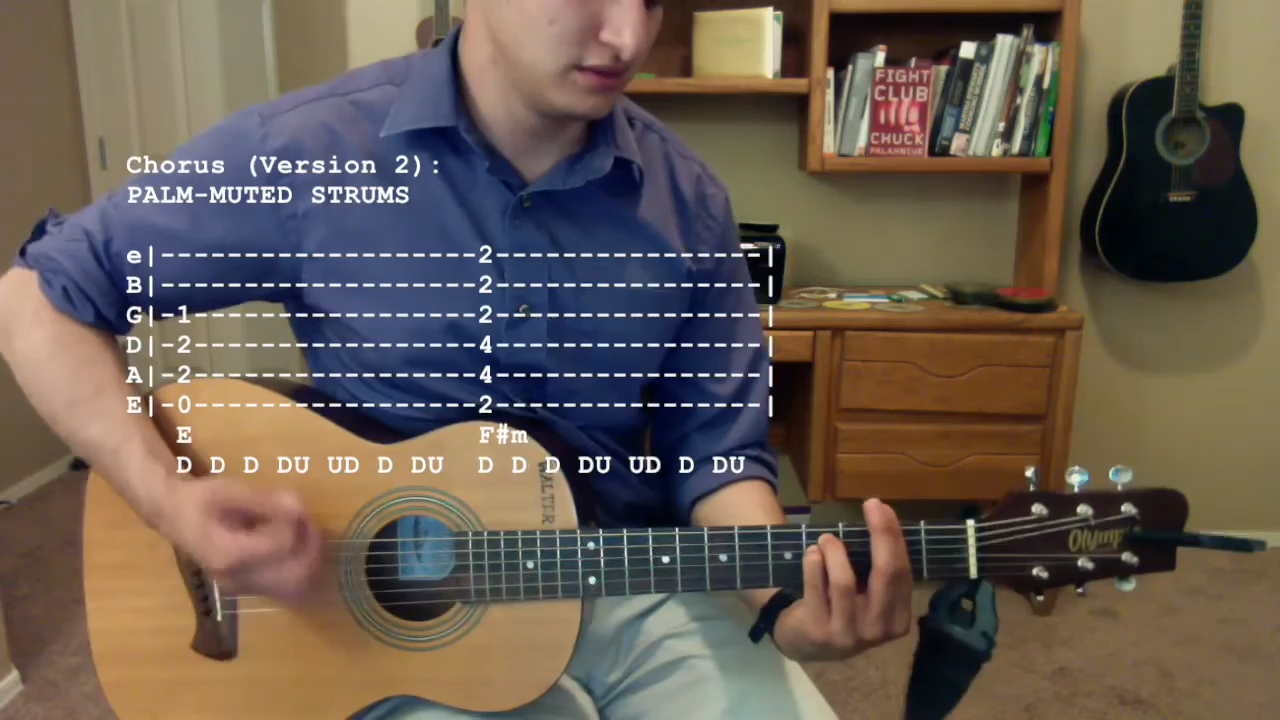 Chorus (Version 2):
PALM-MUTED STRUMS
e|-------------------2----------------|
B|-------------------2----------------|
G|-1-----------------2----------------|
D|-2-----------------4----------------|
A|-2-----------------4----------------|
E|-0-----------------2----------------|
E F#m
D D D DU UD D DU D D D DU UD D DU
FIGHT
CLUB
CHUCK
PALAHNIUK
WALTER